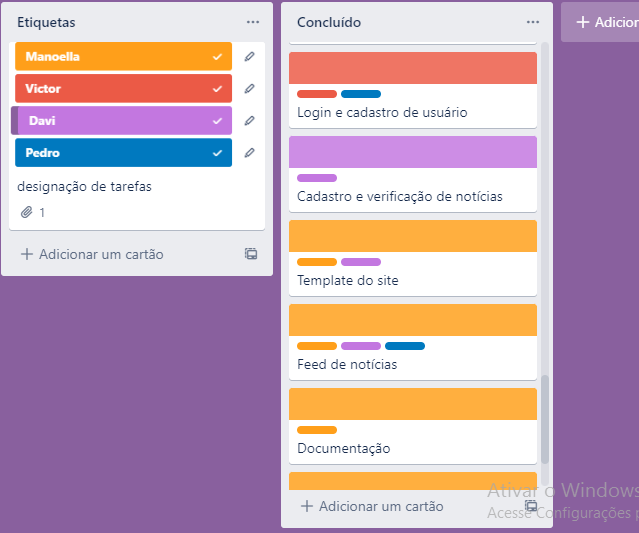 Etiquetas
Manoella
Victor
Davi
Pedro
designação de tarefas
1
Adicionar um cartão
Concluído
Login e cadastro de usuário
Cadastro e verificação de notícias
Template do site
Feed de notícias
Documentação
Adicionar um cartão
Adicion
Ativar o Windows
Acesse Configurações p